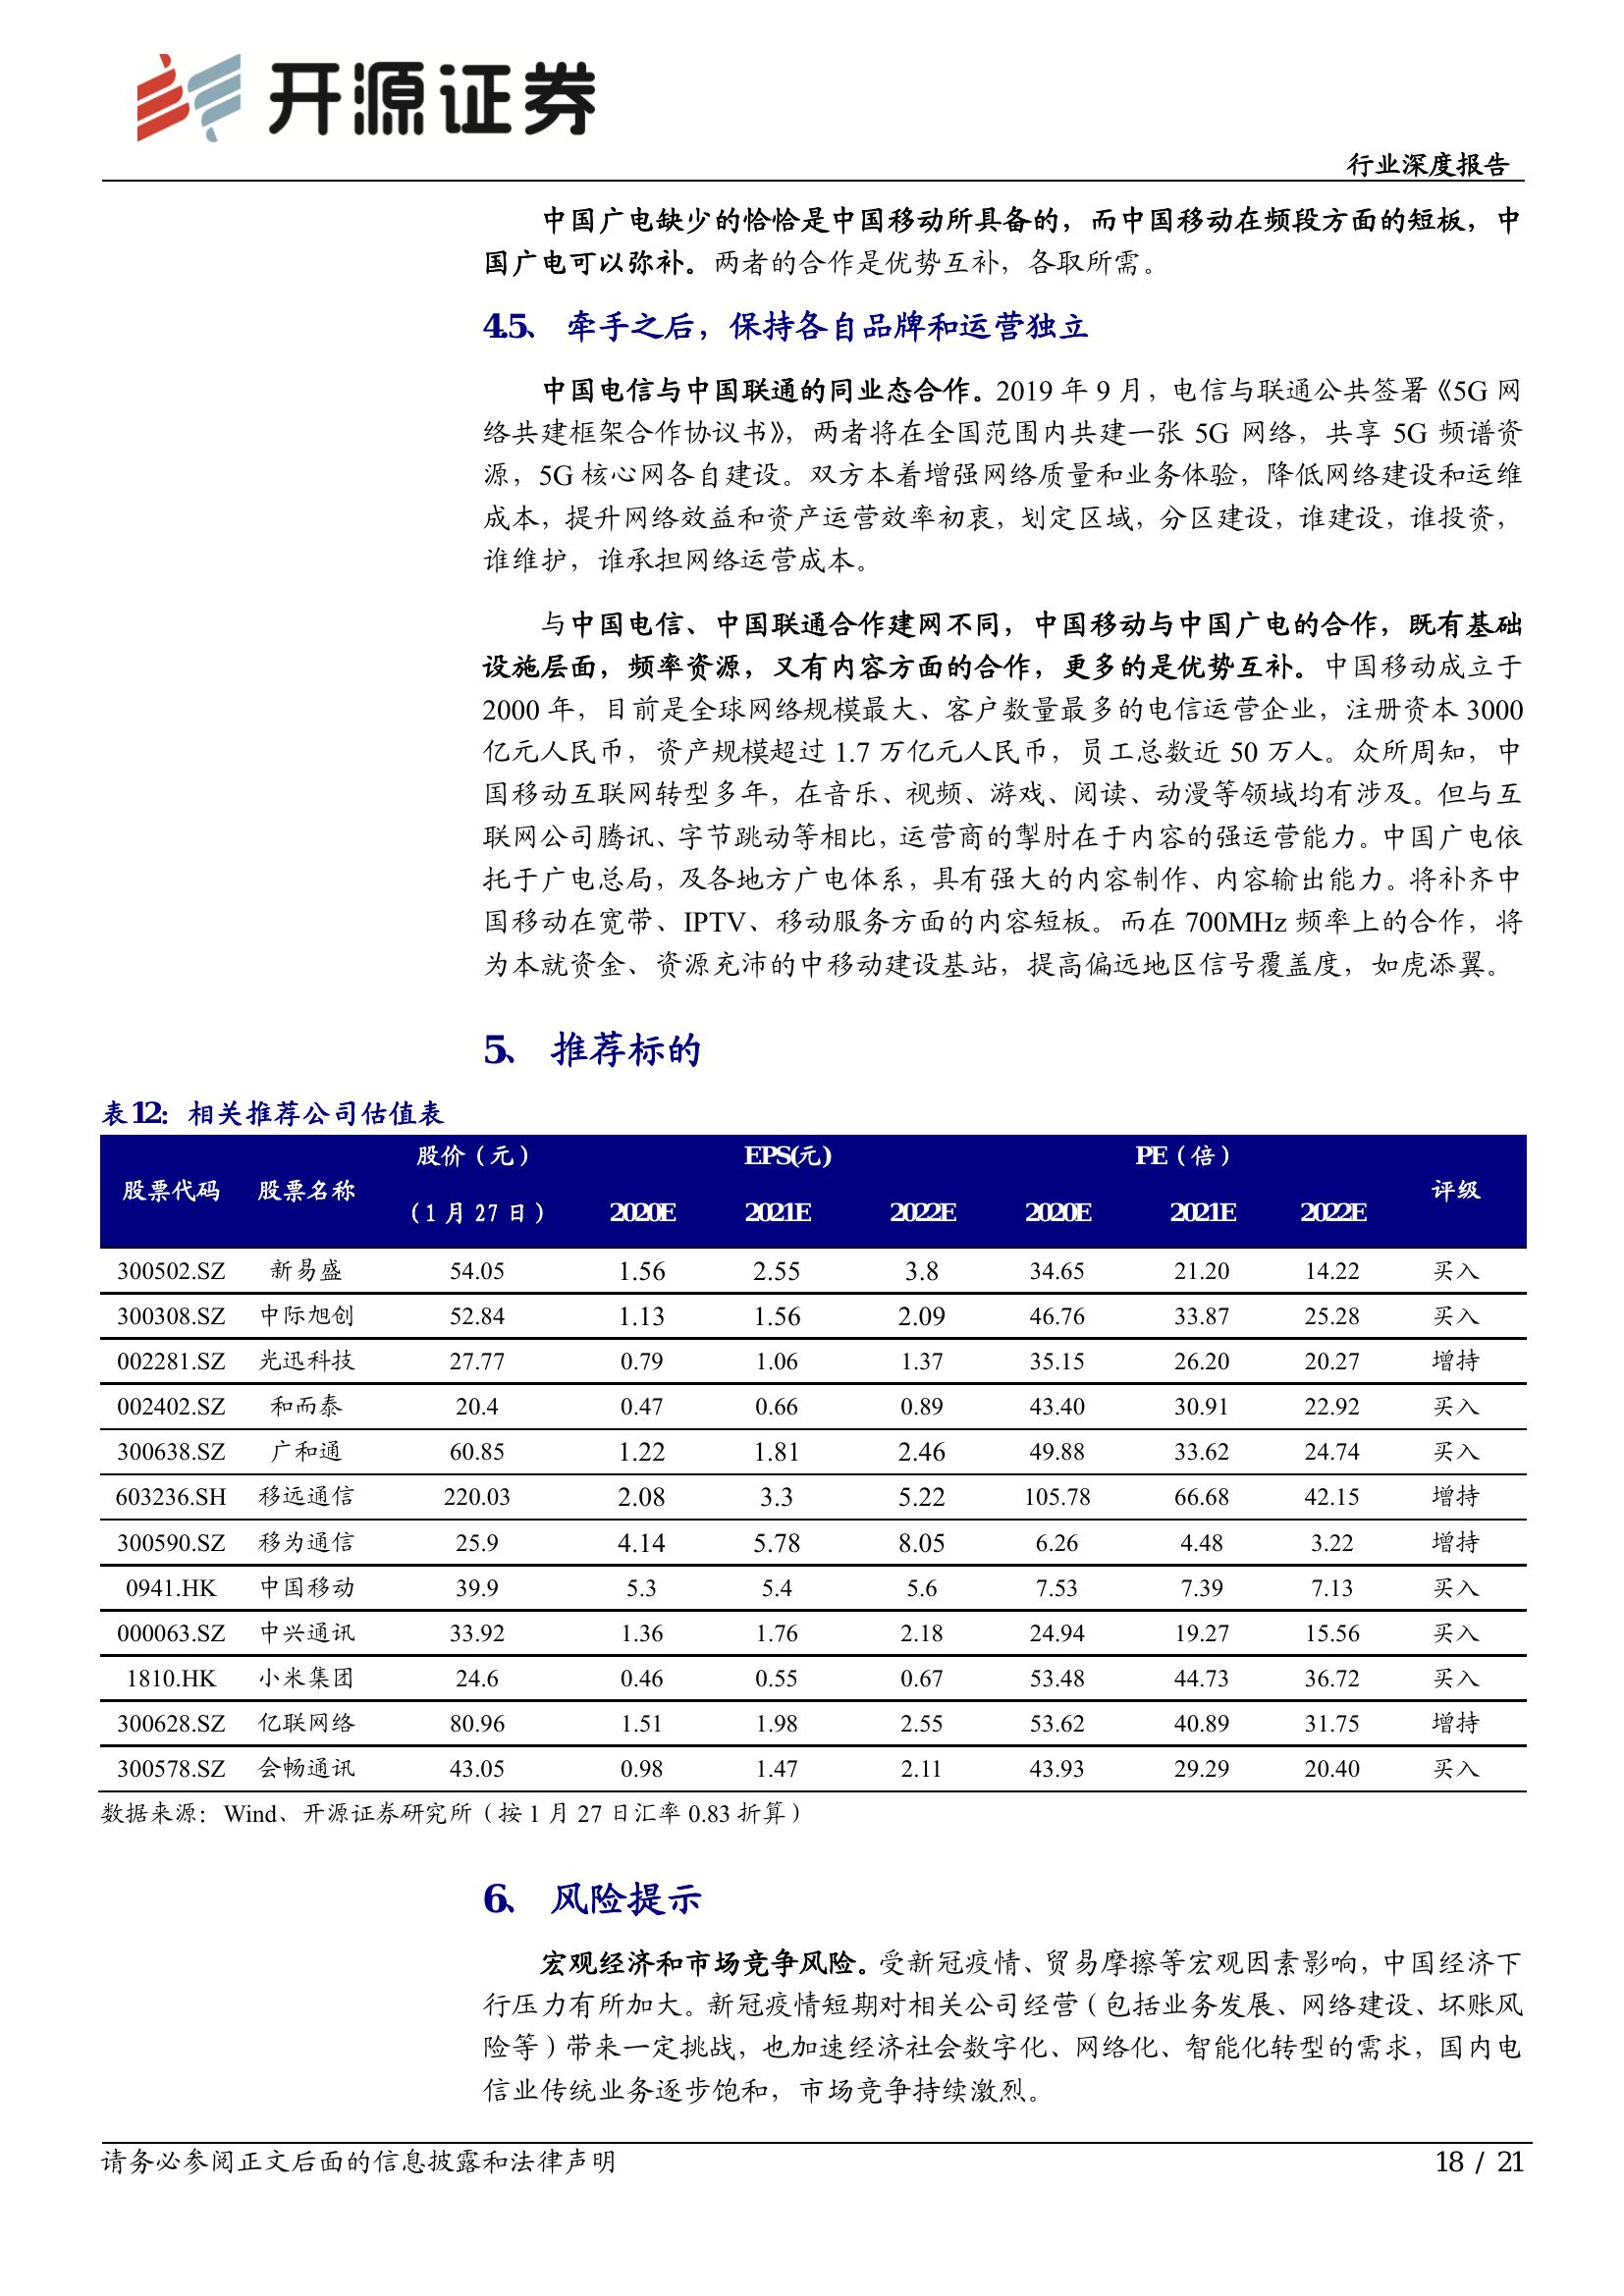 开源证券
行业深度报告
中国广电缺少的恰恰是中国移动所具备的，而中国移动在频段方面的短板，中
国广电可以弥补。两者的合作是优势互补，各取所需。
4.5、 牵手之后，保持各自品牌和运营独立
中国电信与中国联通的同业态合作。2019 年 9 月，电信与联通公共签署《5G 网
络共建框架合作协议书》，两者将在全国范围内共建一张 5G 网络，共享 5G 频谱资
源，5G 核心网各自建设。双方本着增强网络质量和业务体验，降低网络建设和运维
成本，提升网络效益和资产运营效率初衷，划定区域，分区建设，谁建设，谁投资，
谁维护，谁承担网络运营成本。
与中国电信、中国联通合作建网不同，中国移动与中国广电的合作，既有基础
设施层面，频率资源，又有内容方面的合作，更多的是优势互补。中国移动成立于
2000 年，目前是全球网络规模最大、客户数量最多的电信运营企业，注册资本 3000
亿元人民币，资产规模超过 1.7 万亿元人民币，员工总数近 50 万人。众所周知，中
国移动互联网转型多年，在音乐、视频、游戏、阅读、动漫等领域均有涉及。但与互
联网公司腾讯、字节跳动等相比，运营商的掣肘在于内容的强运营能力。中国广电依
托于广电总局，及各地方广电体系，具有强大的内容制作、内容输出能力。将补齐中
国移动在宽带、IPTV、移动服务方面的内容短板。而在 700MHz 频率上的合作，将
为本就资金、资源充沛的中移动建设基站，提高偏远地区信号覆盖度，如虎添翼。
5、 推荐标的
表12：相关推荐公司估值表
股票代码 股票名称 股价（元） EPS(元) PE（倍） 评级
（1 月 27 日） 2020E 2021E 2022E 2020E 2021E 2022E
300502.SZ 新易盛 54.05 1.56 2.55 3.8 34.65 21.20 14.22 买入
300308.SZ 中际旭创 52.84 1.13 1.56 2.09 46.76 33.87 25.28 买入
002281.SZ 光迅科技 27.77 0.79 1.06 1.37 35.15 26.20 20.27 增持
002402.SZ 和而泰 20.4 0.47 0.66 0.89 43.40 30.91 22.92 买入
300638.SZ 广和通 60.85 1.22 1.81 2.46 49.88 33.62 24.74 买入
603236.SH 移远通信 220.03 2.08 3.3 5.22 105.78 66.68 42.15 增持
300590.SZ 移为通信 25.9 4.14 5.78 8.05 6.26 4.48 3.22 增持
0941.HK 中国移动 39.9 5.3 5.4 5.6 7.53 7.39 7.13 买入
000063.SZ 中兴通讯 33.92 1.36 1.76 2.18 24.94 19.27 15.56 买入
1810.HK 小米集团 24.6 0.46 0.55 0.67 53.48 44.73 36.72 买入
300628.SZ 亿联网络 80.96 1.51 1.98 2.55 53.62 40.89 31.75 增持
300578.SZ 会畅通讯 43.05 0.98 1.47 2.11 43.93 29.29 20.40 买入
数据来源：Wind、开源证券研究所（按 1 月 27 日汇率 0.83 折算）
6、 风险提示
宏观经济和市场竞争风险。受新冠疫情、贸易摩擦等宏观因素影响，中国经济下
行压力有所加大。新冠疫情短期对相关公司经营（包括业务发展、网络建设、坏账风
险等）带来一定挑战，也加速经济社会数字化、网络化、智能化转型的需求，国内电
信业传统业务逐步饱和，市场竞争持续激烈。
请务必参阅正文后面的信息披露和法律声明
18 / 21